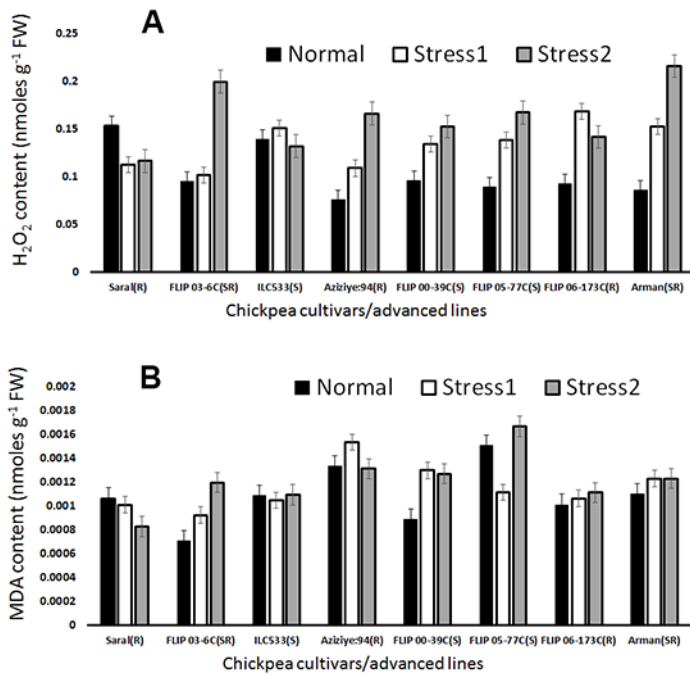 A
Normal Stress1 Stress2
H₂O₂ content (nmoles g⁻¹ FW)
0.25
0.2
0.15
0.1
0.05
0
Saral(R) FLIP 03-6C(SR) ILC533(S) Aziziye:94(R) FLIP 00-39C(S) FLIP 05-77C(S) FLIP 06-173C(R) Arman(SR)
Chickpea cultivars/advanced lines
B
Normal Stress1 Stress2
MDA content (nmoles g⁻¹ FW)
0.002
0.0018
0.0016
0.0014
0.0012
0.001
0.0008
0.0006
0.0004
0.0002
0
Saral(R) FLIP 03-6C(SR) ILC533(S) Aziziye:94(R) FLIP 00-39C(S) FLIP 05-77C(S) FLIP 06-173C(R) Arman(SR)
Chickpea cultivars/advanced lines